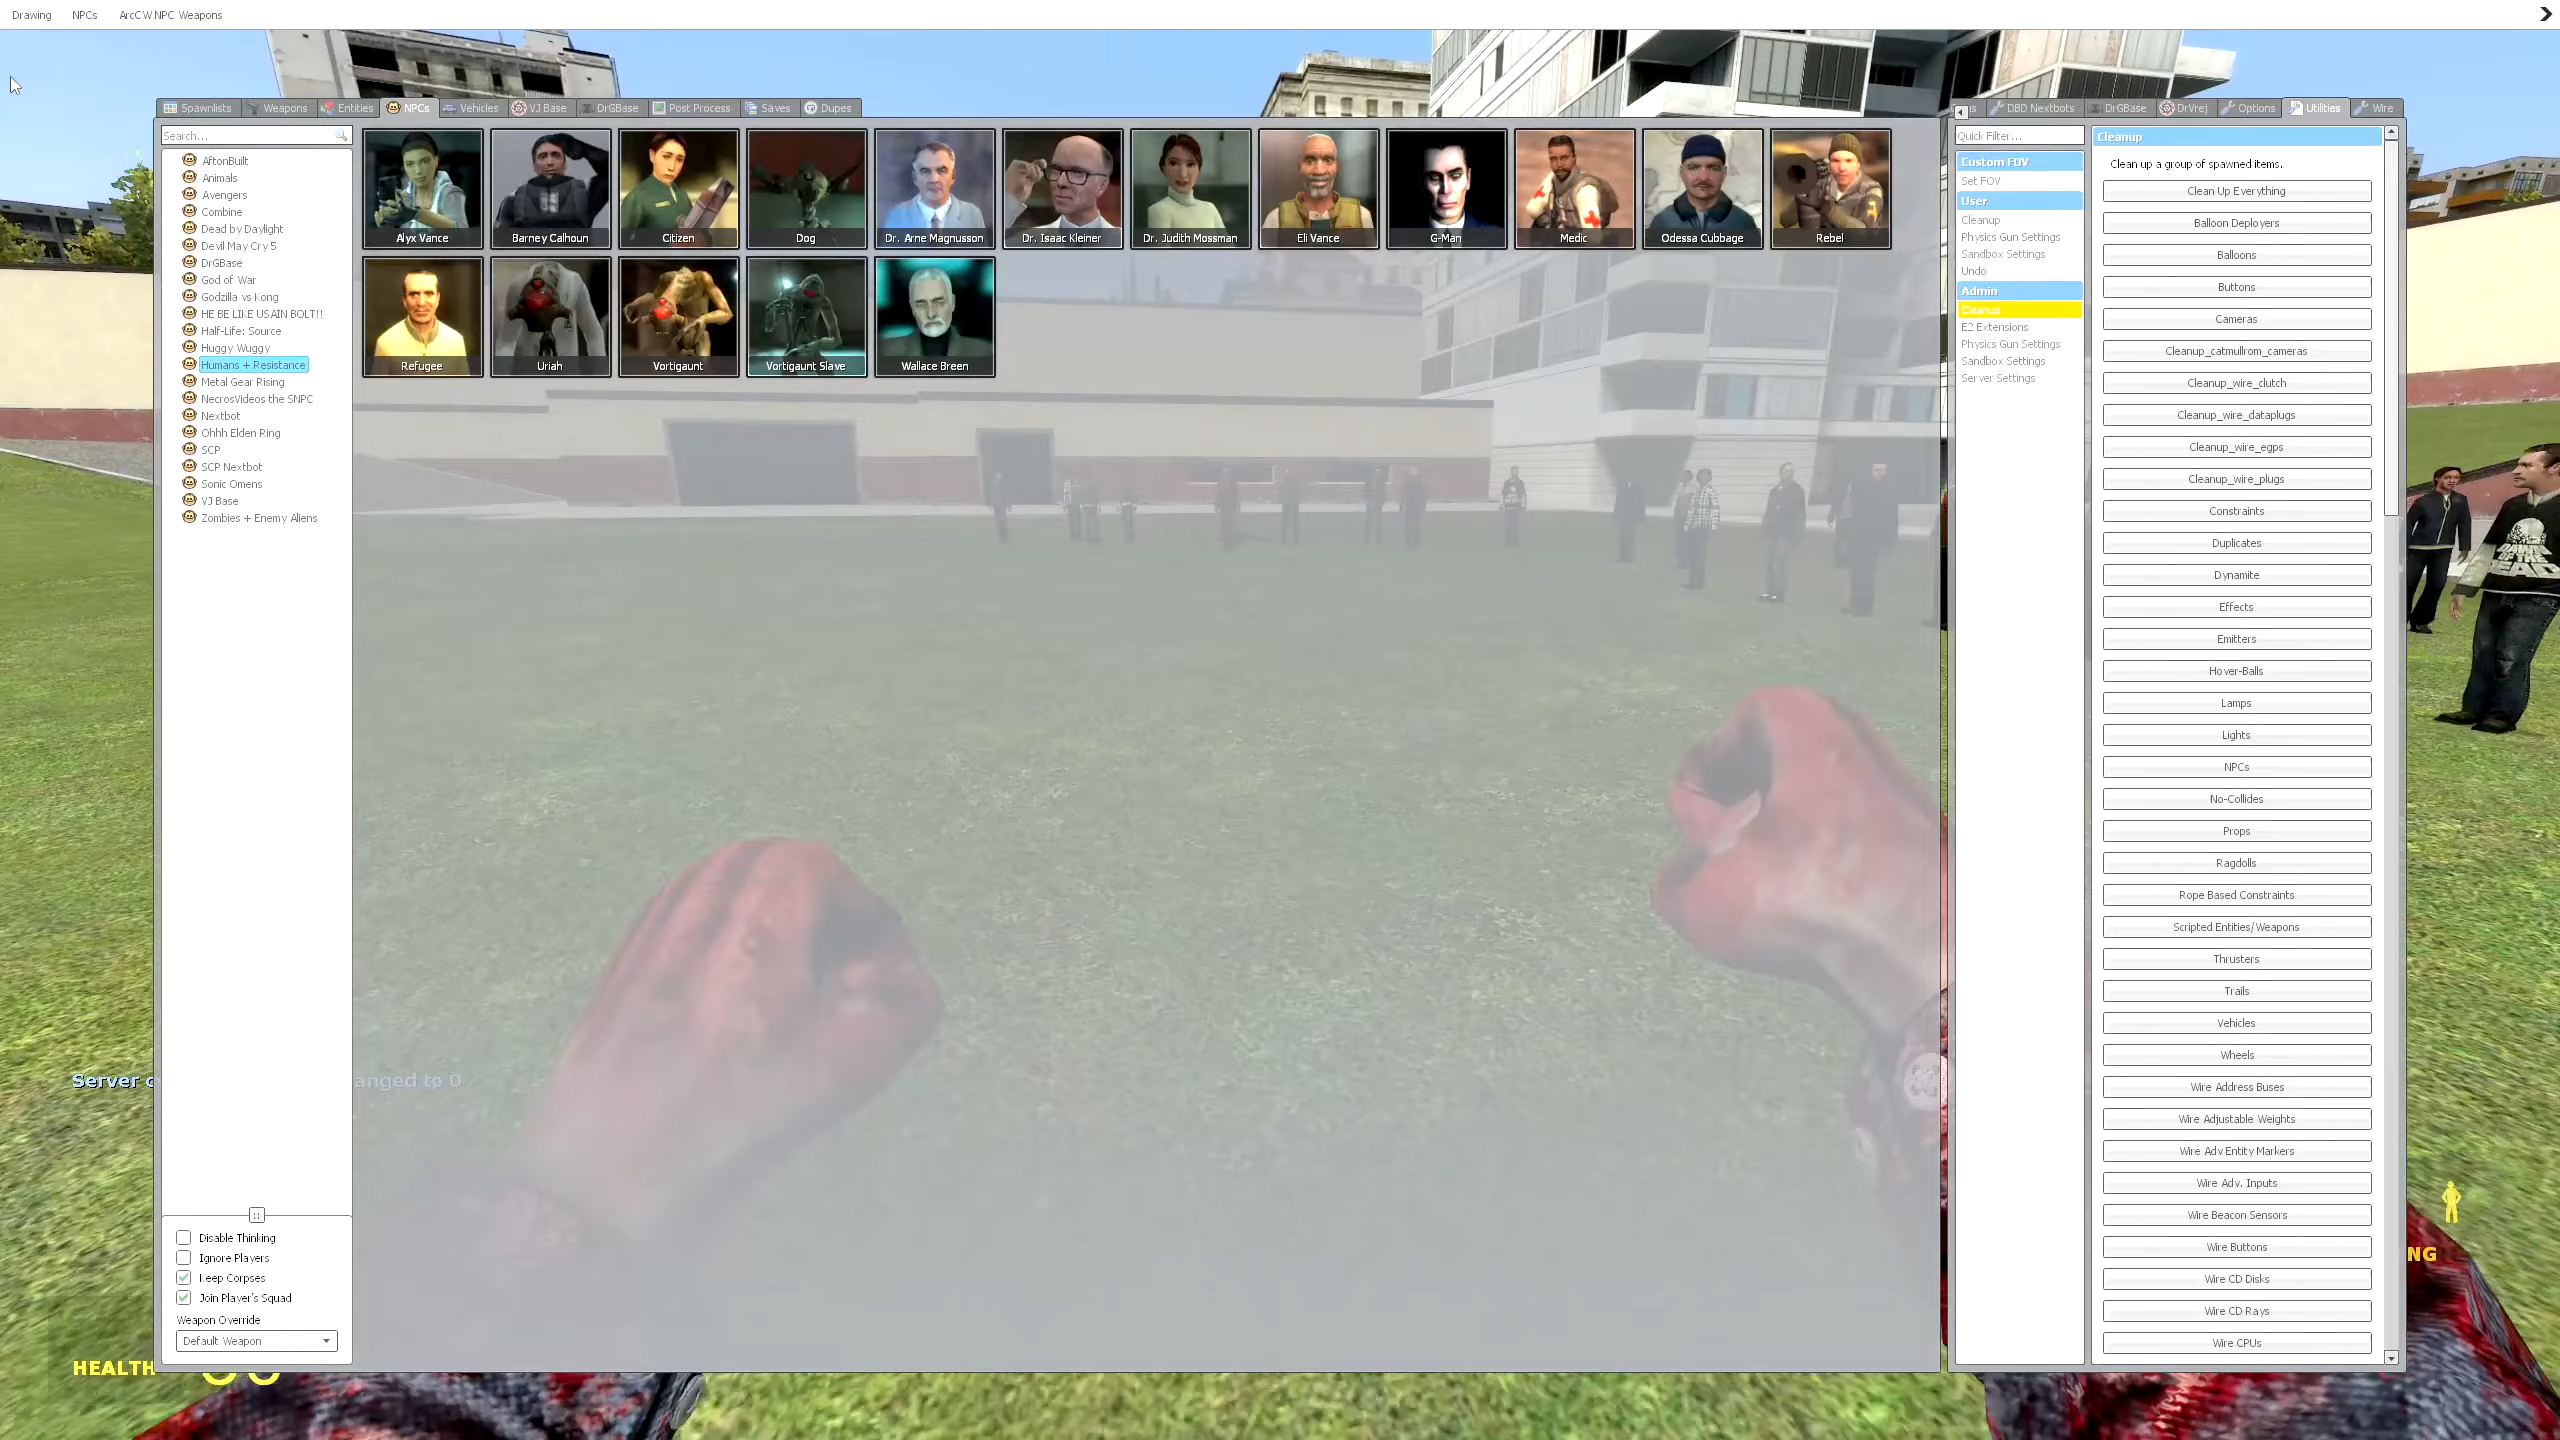 Drawing NPCs ArcCW NPC Weapons
Spawnlists Weapons Entities NPCs Vehicles VJ Base DrGBase Post Process Saves Dupes
Search...
AftonBuilt
Animals
Avengers
Combine
Dead by Daylight
Devil May Cry 5
DrGBase
God of War
Godzilla vs Kong
HE BE LIKE USAIN BOLT!!
Half-Life: Source
Huggy Wuggy
Humans + Resistance
Metal Gear Rising
NecrosVideos the SNPC
Nextbot
Ohhh Elden Ring
SCP
SCP Nextbot
Sonic Omens
VJ Base
Zombies + Enemy Aliens
Disable Thinking
Ignore Players
Keep Corpses
Join Player's Squad
Weapon Override
Default Weapon
Alyx Vance Barney Calhoun Citizen Dog Dr. Arne Magnusson Dr. Isaac Kleiner Dr. Judith Mossman Eli Vance G-Man Medic Odessa Cubbage Rebel
Refugee Uriah Vortigaunt Vortigaunt Slave Wallace Breen
Server c anged to 0
HEALTH
DBD Nextbots DrGBase DrVrej Options Utilities Wire
Quick Filter...
Custom FOV
Set FOV
User
Cleanup
Physics Gun Settings
Sandbox Settings
Undo
Admin
Cleanup
E2 Extensions
Physics Gun Settings
Sandbox Settings
Server Settings
Cleanup
Clean up a group of spawned items.
Clean Up Everything
Balloon Deployers
Balloons
Buttons
Cameras
Cleanup_catmullrom_cameras
Cleanup_wire_clutch
Cleanup_wire_dataplugs
Cleanup_wire_egps
Cleanup_wire_plugs
Constraints
Duplicates
Dynamite
Effects
Emitters
Hover-Balls
Lamps
Lights
NPCs
No-Collides
Props
Ragdolls
Rope Based Constraints
Scripted Entities/Weapons
Thrusters
Trails
Vehicles
Wheels
Wire Address Buses
Wire Adjustable Weights
Wire Adv Entity Markers
Wire Adv. Inputs
Wire Beacon Sensors
Wire Buttons
Wire CD Disks
Wire CD Rays
Wire CPUs
NG